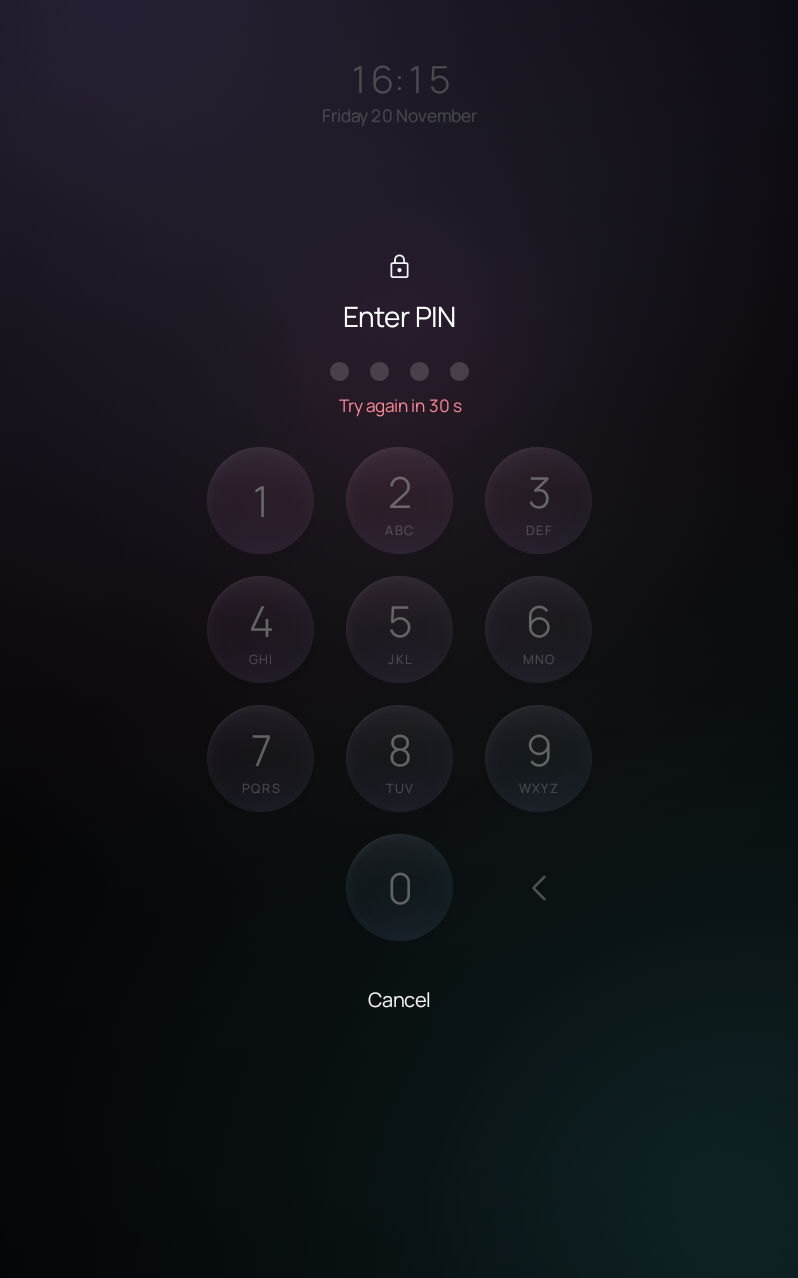 16:15
Friday 20 November
Enter PIN
Try again in 30 s
1
2
3
ABC
DEF
4
5
6
GHI
JKL
MNO
7
8
9
PQRS
TUV
WXYZ
0
Cancel